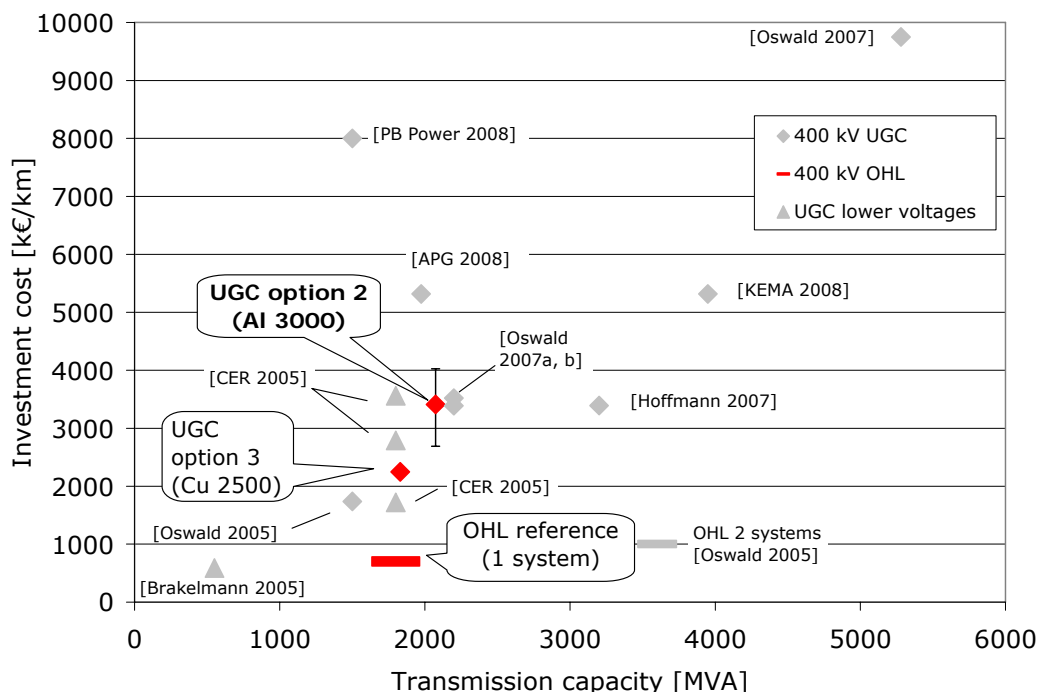 10000
9000
8000
7000
6000
5000
4000
3000
2000
1000
0
Investment cost [k€/km]
[Oswald 2007]
[PB Power 2008]
400 kV UGC
400 kV OHL
UGC lower voltages
[APG 2008]
UGC option 2
(Al 3000)
[KEMA 2008]
[Oswald
2007a, b]
[CER 2005]
[Hoffmann 2007]
UGC
option 3
(Cu 2500)
[CER 2005]
[Oswald 2005]
OHL reference
(1 system)
OHL 2 systems
[Oswald 2005]
[Brakelmann 2005]
0 1000 2000 3000 4000 5000 6000
Transmission capacity [MVA]